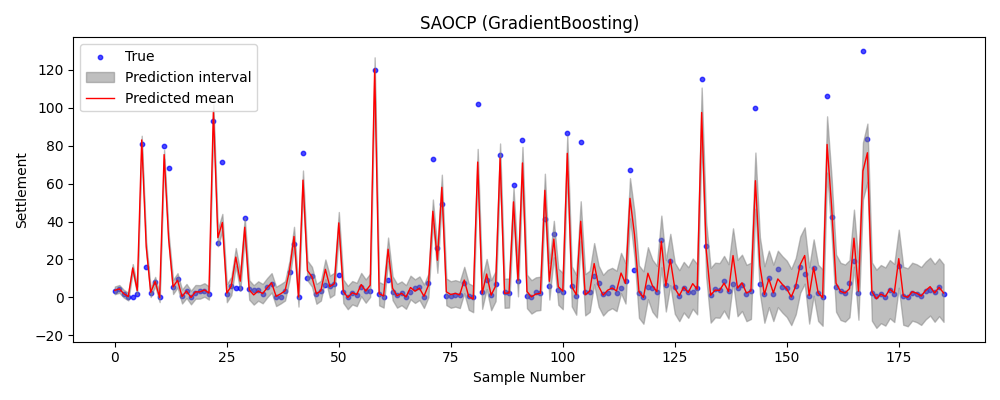 SAOCP (GradientBoosting)
True
Prediction interval
Predicted mean
Settlement
120
100
80
60
40
20
0
−20
0 25 50 75 100 125 150 175
Sample Number